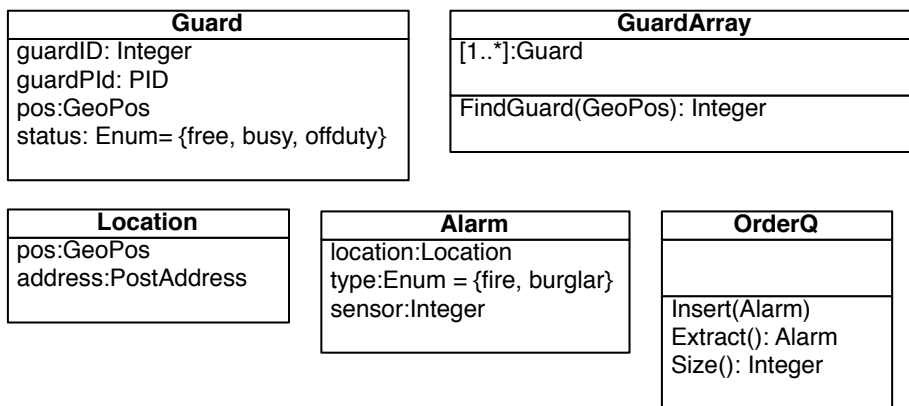 Guard
guardID: Integer
guardPId: PID
pos:GeoPos
status: Enum= {free, busy, offduty}
GuardArray
[1..*]:Guard
FindGuard(GeoPos): Integer
Location
pos:GeoPos
address:PostAddress
Alarm
location:Location
type:Enum = {fire, burglar}
sensor:Integer
OrderQ
Insert(Alarm)
Extract(): Alarm
Size(): Integer